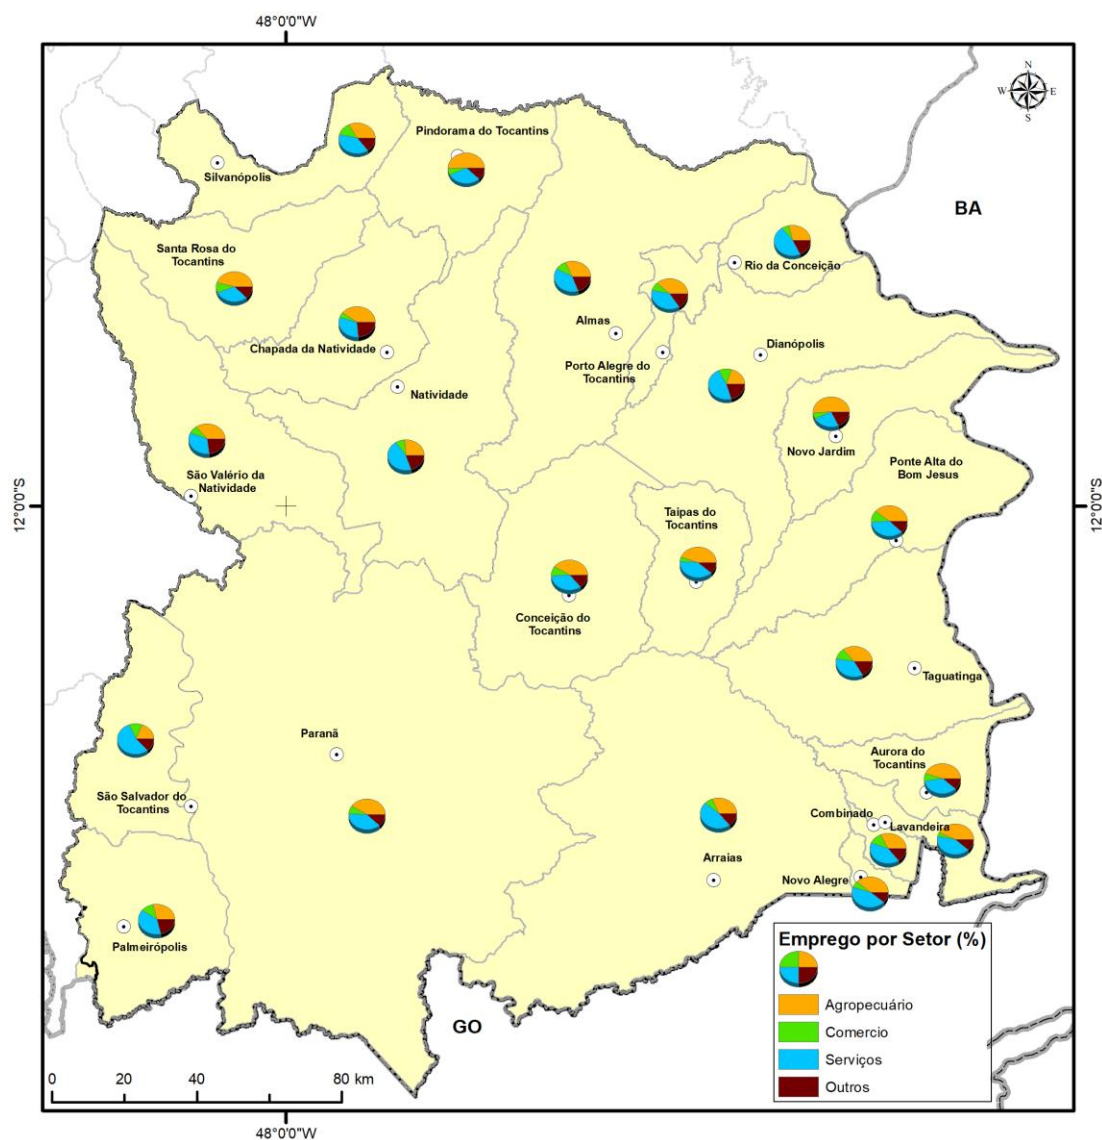 48°0'0"W
N
W
E
S
Pindorama do Tocantins
Silvanópolis
BA
Santa Rosa do
Tocantins
Rio da Conceição
Almas
Chapada da Natividade
Porto Alegre do
Tocantins
Dianópolis
Natividade
Novo Jardim
Ponte Alta do
Bom Jesus
São Valério da
Natividade
12°0'0"S
12°0'0"S
Taipas do
Tocantins
Conceição do
Tocantins
Taguatinga
Paranã
Aurora do
Tocantins
São Salvador do
Tocantins
Combinado
Lavandeira
Arraias
Novo Alegre
Palmeirópolis
GO
Emprego por Setor (%)
Agropecuário
Comercio
Serviços
Outros
0 20 40 80 km
48°0'0"W